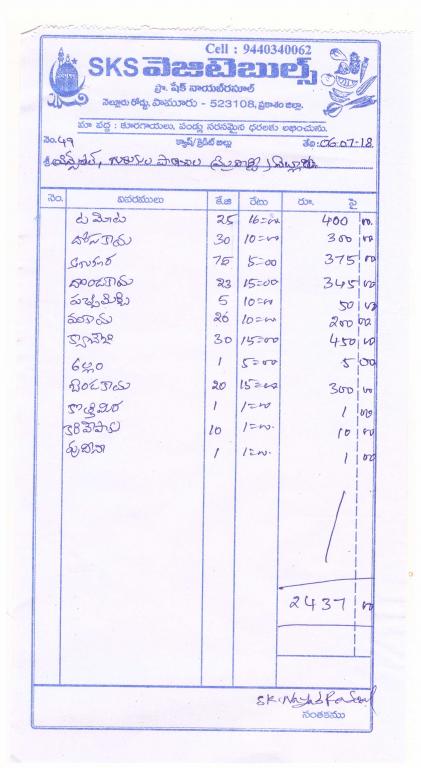 Cell : 9440340062
SKS వెజిటెబుల్స్
ప్రొ. షేక్ నాయబ్‌రసూల్
నెల్లూరు రోడ్డు, పామూరు - 523108, ప్రకాశం జిల్లా.
మా వద్ద : కూరగాయలు, పండ్లు సరసమైన ధరలకు లభించును.
నెం. 49 క్యాష్/క్రెడిట్ బిల్లు తేది: 06.07-18
శ్రీ
నెం. వివరములు కే.జి రేటు రూ. పై
టమోటా 25 16=00 400 00
దోసకాయ 30 10=00 300 00
75 5=00 375 00
దొండకాయ 23 15=00 345 00
పచ్చిమిర్చి 5 10=00 50 00
20 10=00 200 00
క్యాబేజి 30 15=00 450 00
అల్లం 1 5=00 5 00
బెండకాయ 20 15=00 300 00
కొత్తిమీర 1 1=00 1 00
కరివేపాకు 10 1=00 10 00
పుదీనా 1 1=00 1 00
2437 00
SK. Nayab Rasool
సంతకము